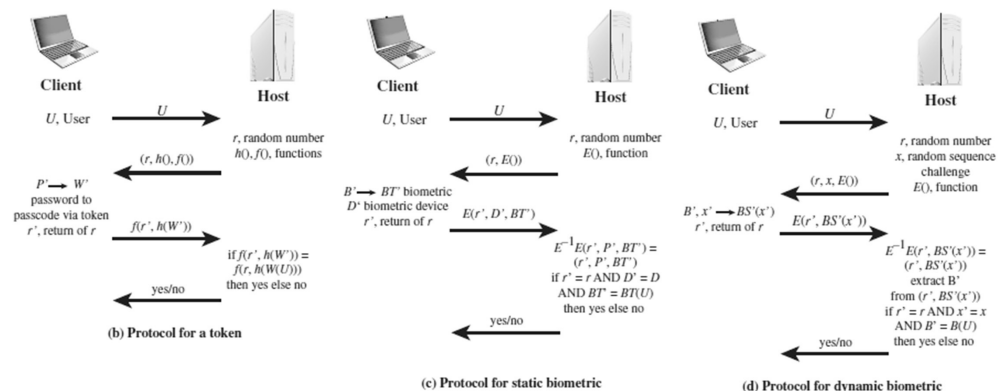 Client
Host
U, User
U
r, random number
h(), f(), functions
(r, h(), f())
P' → W'
password to
passcode via token
r', return of r
f(r', h(W'))
if f(r', h(W')) =
f(r, h(W(U)))
then yes else no
yes/no
(b) Protocol for a token
Client
Host
U, User
U
r, random number
E(), function
(r, E())
B' → BT' biometric
D' biometric device
r', return of r
E(r', D', BT')
E⁻¹E(r', P', BT') =
(r', P', BT')
if r' = r AND D' = D
AND BT' = BT(U)
then yes else no
yes/no
(c) Protocol for static biometric
Client
Host
U, User
U
r, random number
x, random sequence
challenge
E(), function
(r, x, E())
B', x' → BS'(x')
r', return of r
E(r', BS'(x'))
E⁻¹E(r', BS'(x')) =
(r', BS'(x'))
extract B'
from (r', BS'(x'))
if r' = r AND x' = x
AND B' = B(U)
then yes else no
yes/no
(d) Protocol for dynamic biometric